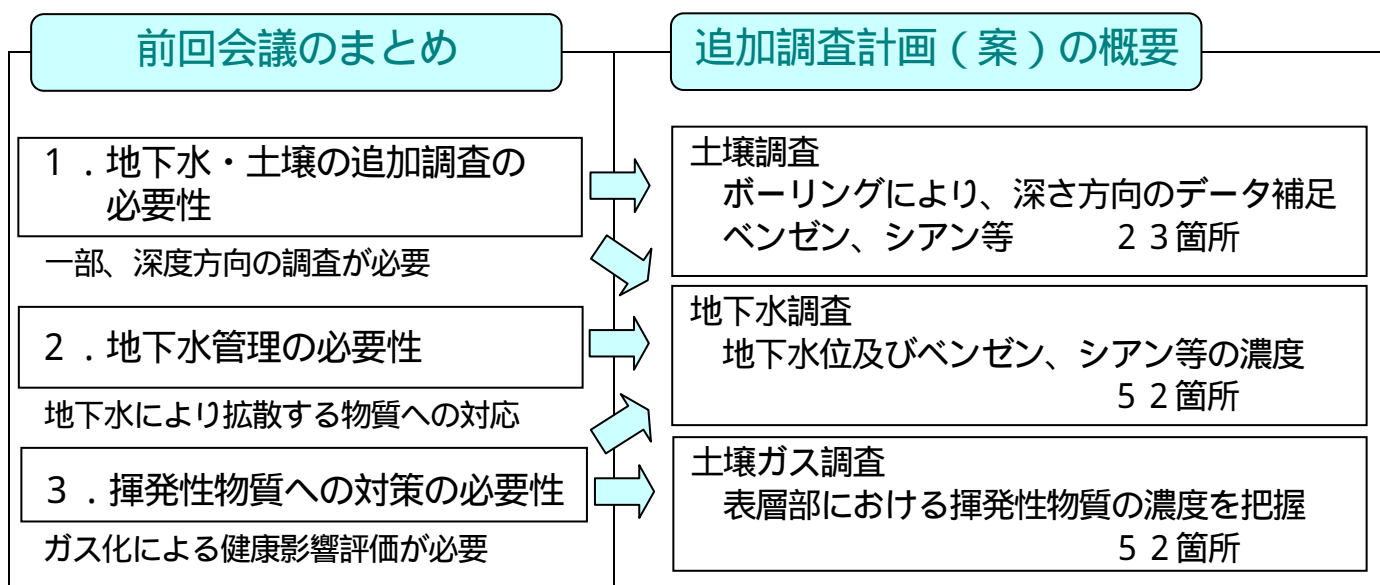 前回会議のまとめ
追加調査計画（案）の概要
１．地下水・土壌の追加調査の
必要性
一部、深度方向の調査が必要
２．地下水管理の必要性
地下水により拡散する物質への対応
３．揮発性物質への対策の必要性
ガス化による健康影響評価が必要
土壌調査
ボーリングにより、深さ方向のデータ補足
ベンゼン、シアン等　　２３箇所
地下水調査
地下水位及びベンゼン、シアン等の濃度
５２箇所
土壌ガス調査
表層部における揮発性物質の濃度を把握
５２箇所